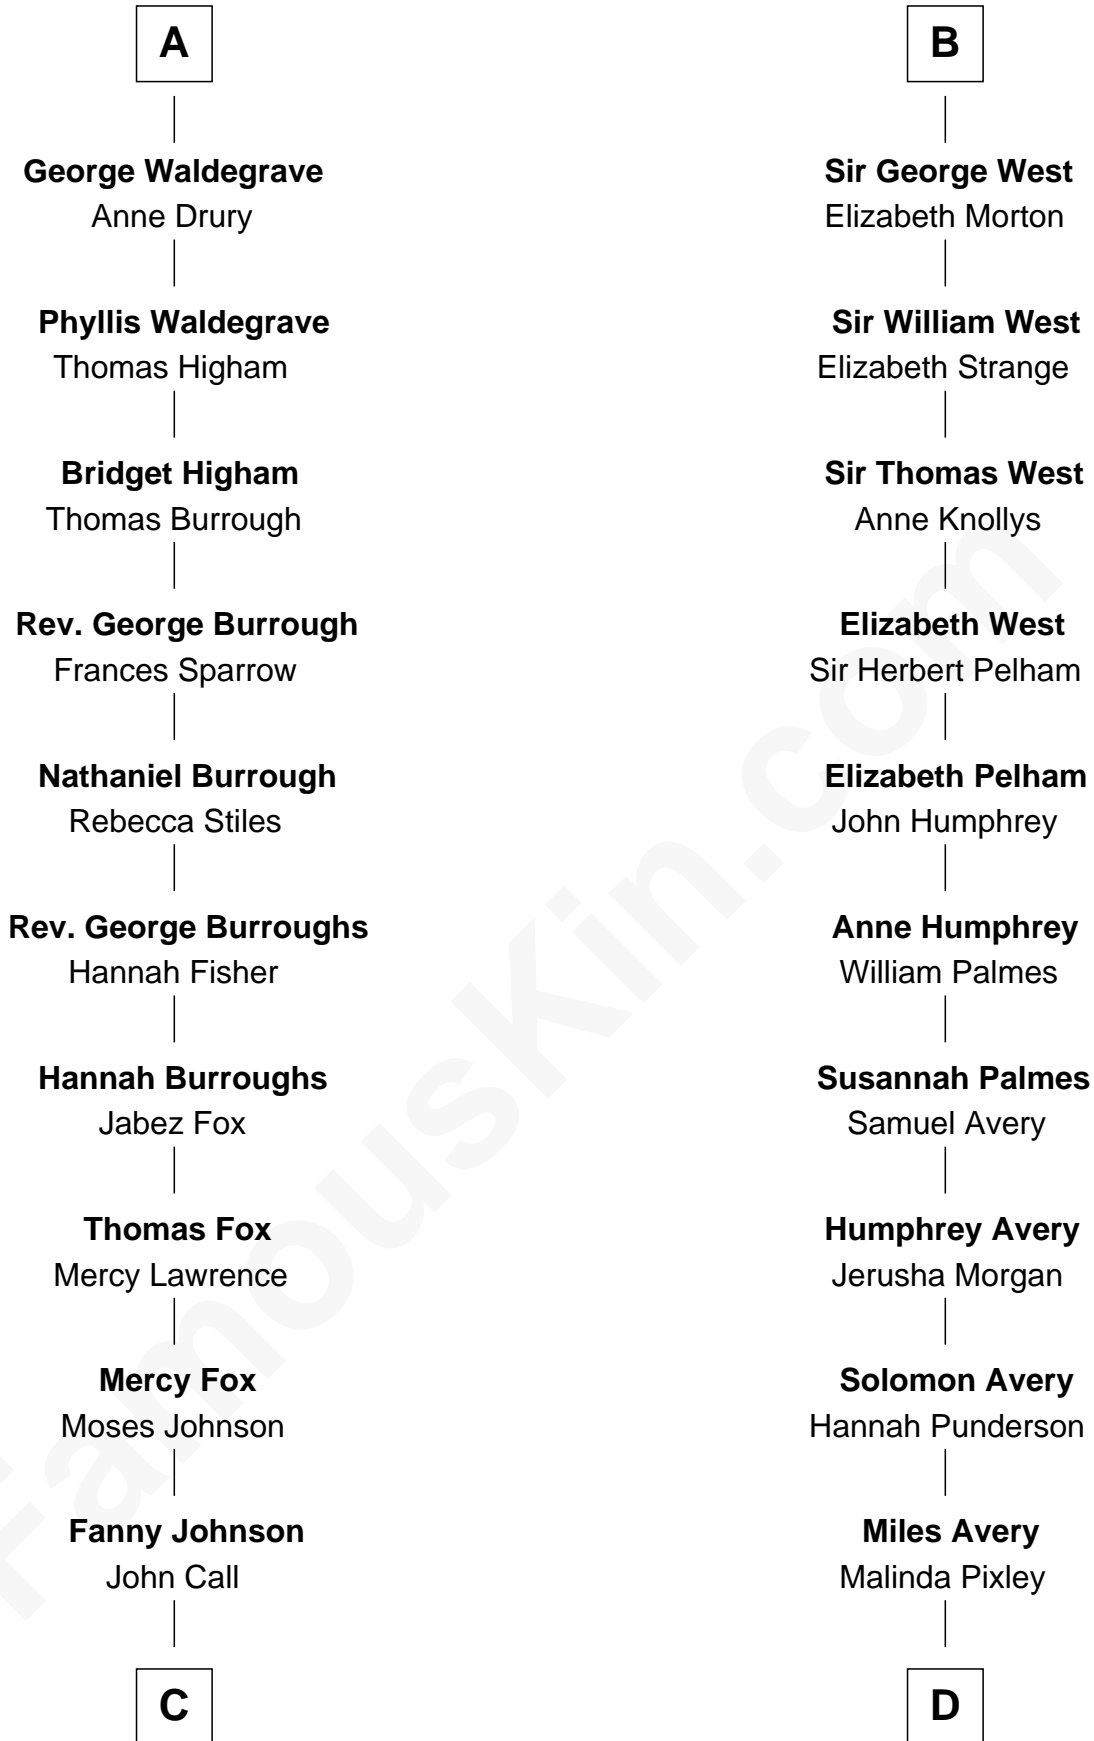 A
George Waldegrave
Anne Drury
Phyllis Waldegrave
Thomas Higham
Bridget Higham
Thomas Burrough
Rev. George Burrough
Frances Sparrow
Nathaniel Burrough
Rebecca Stiles
Rev. George Burroughs
Hannah Fisher
Hannah Burroughs
Jabez Fox
Thomas Fox
Mercy Lawrence
Mercy Fox
Moses Johnson
Fanny Johnson
John Call
C
B
Sir George West
Elizabeth Morton
Sir William West
Elizabeth Strange
Sir Thomas West
Anne Knollys
Elizabeth West
Sir Herbert Pelham
Elizabeth Pelham
John Humphrey
Anne Humphrey
William Palmes
Susannah Palmes
Samuel Avery
Humphrey Avery
Jerusha Morgan
Solomon Avery
Hannah Punderson
Miles Avery
Malinda Pixley
D
FamousKin.com